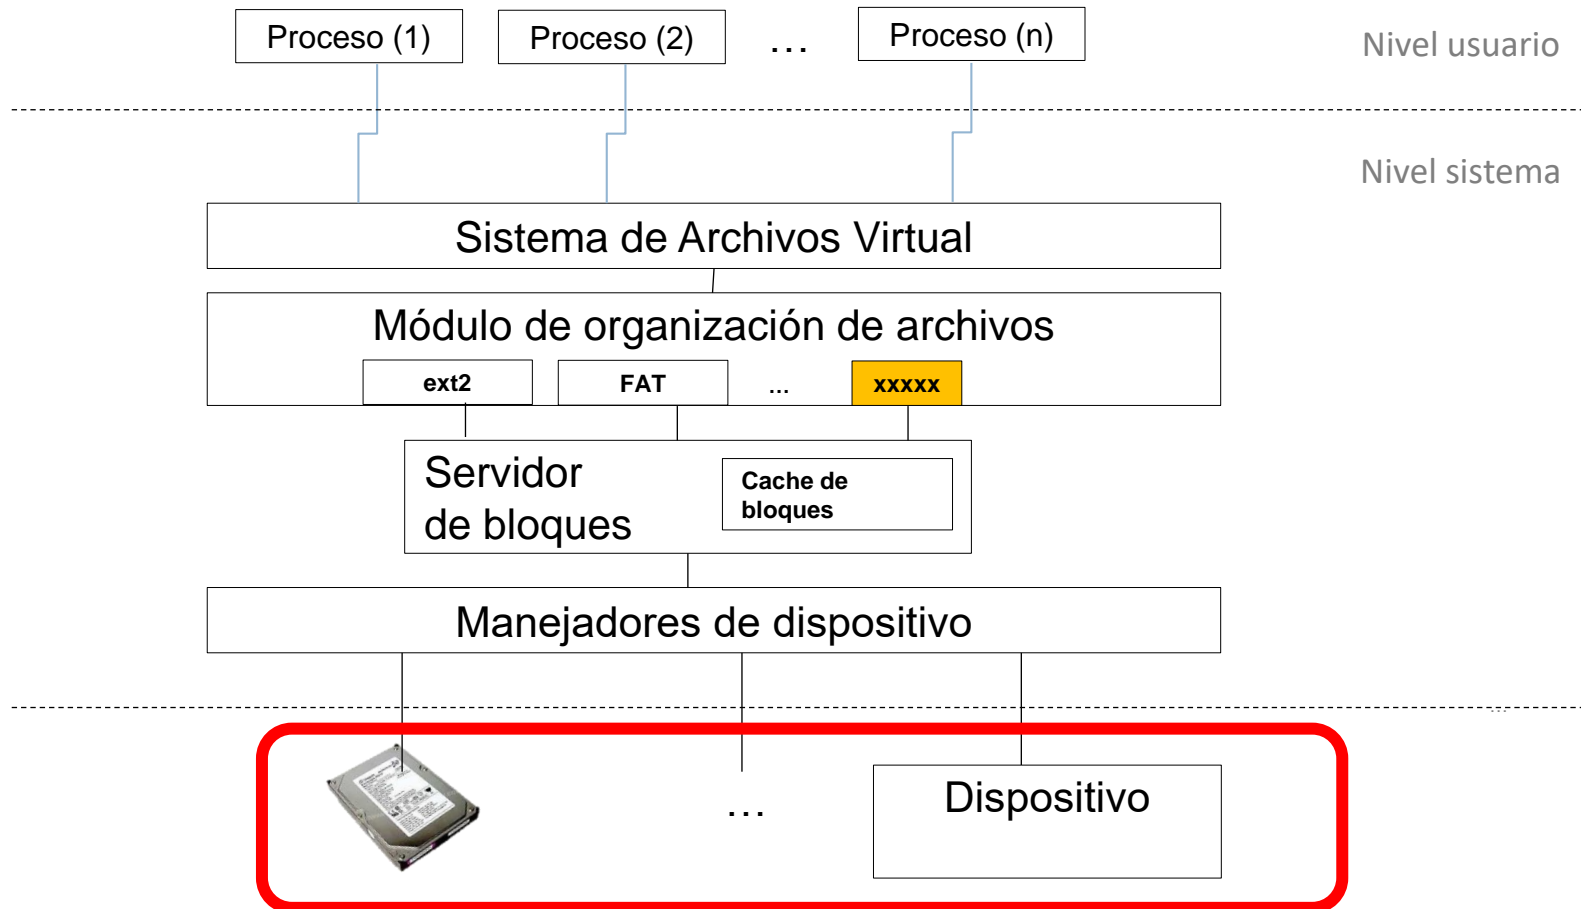 Proceso (1)
Proceso (2)
...
Proceso (n)
Nivel usuario
Nivel sistema
Sistema de Archivos Virtual
Módulo de organización de archivos
ext2
FAT
...
xxxxx
Servidor
de bloques
Cache de
bloques
Manejadores de dispositivo
...
...
Dispositivo